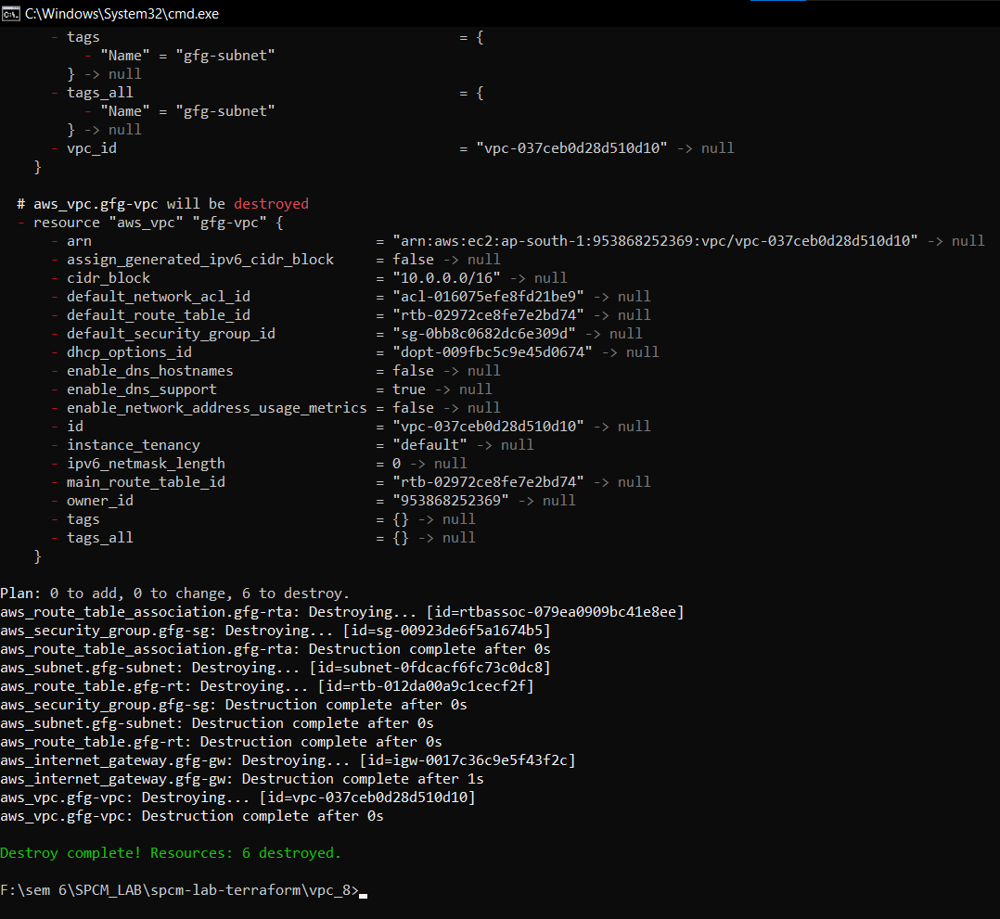 C:\Windows\System32\cmd.exe
- tags = {
- "Name" = "gfg-subnet"
} -> null
- tags_all = {
- "Name" = "gfg-subnet"
} -> null
- vpc_id = "vpc-037ceb0d28d510d10" -> null
}
# aws_vpc.gfg-vpc will be destroyed
- resource "aws_vpc" "gfg-vpc" {
- arn = "arn:aws:ec2:ap-south-1:953868252369:vpc/vpc-037ceb0d28d510d10" -> null
- assign_generated_ipv6_cidr_block = false -> null
- cidr_block = "10.0.0.0/16" -> null
- default_network_acl_id = "acl-016075efe8fd21be9" -> null
- default_route_table_id = "rtb-02972ce8fe7e2bd74" -> null
- default_security_group_id = "sg-0bb8c0682dc6e309d" -> null
- dhcp_options_id = "dopt-009fbc5c9e45d0674" -> null
- enable_dns_hostnames = false -> null
- enable_dns_support = true -> null
- enable_network_address_usage_metrics = false -> null
- id = "vpc-037ceb0d28d510d10" -> null
- instance_tenancy = "default" -> null
- ipv6_netmask_length = 0 -> null
- main_route_table_id = "rtb-02972ce8fe7e2bd74" -> null
- owner_id = "953868252369" -> null
- tags = {} -> null
- tags_all = {} -> null
}
Plan: 0 to add, 0 to change, 6 to destroy.
aws_route_table_association.gfg-rta: Destroying... [id=rtbassoc-079ea0909bc41e8ee]
aws_security_group.gfg-sg: Destroying... [id=sg-00923de6f5a1674b5]
aws_route_table_association.gfg-rta: Destruction complete after 0s
aws_subnet.gfg-subnet: Destroying... [id=subnet-0fdcacf6fc73c0dc8]
aws_route_table.gfg-rt: Destroying... [id=rtb-012da00a9c1cecf2f]
aws_security_group.gfg-sg: Destruction complete after 0s
aws_subnet.gfg-subnet: Destruction complete after 0s
aws_route_table.gfg-rt: Destruction complete after 0s
aws_internet_gateway.gfg-gw: Destroying... [id=igw-0017c36c9e5f43f2c]
aws_internet_gateway.gfg-gw: Destruction complete after 1s
aws_vpc.gfg-vpc: Destroying... [id=vpc-037ceb0d28d510d10]
aws_vpc.gfg-vpc: Destruction complete after 0s
Destroy complete! Resources: 6 destroyed.
F:\sem 6\SPCM_LAB\spcm-lab-terraform\vpc_8>